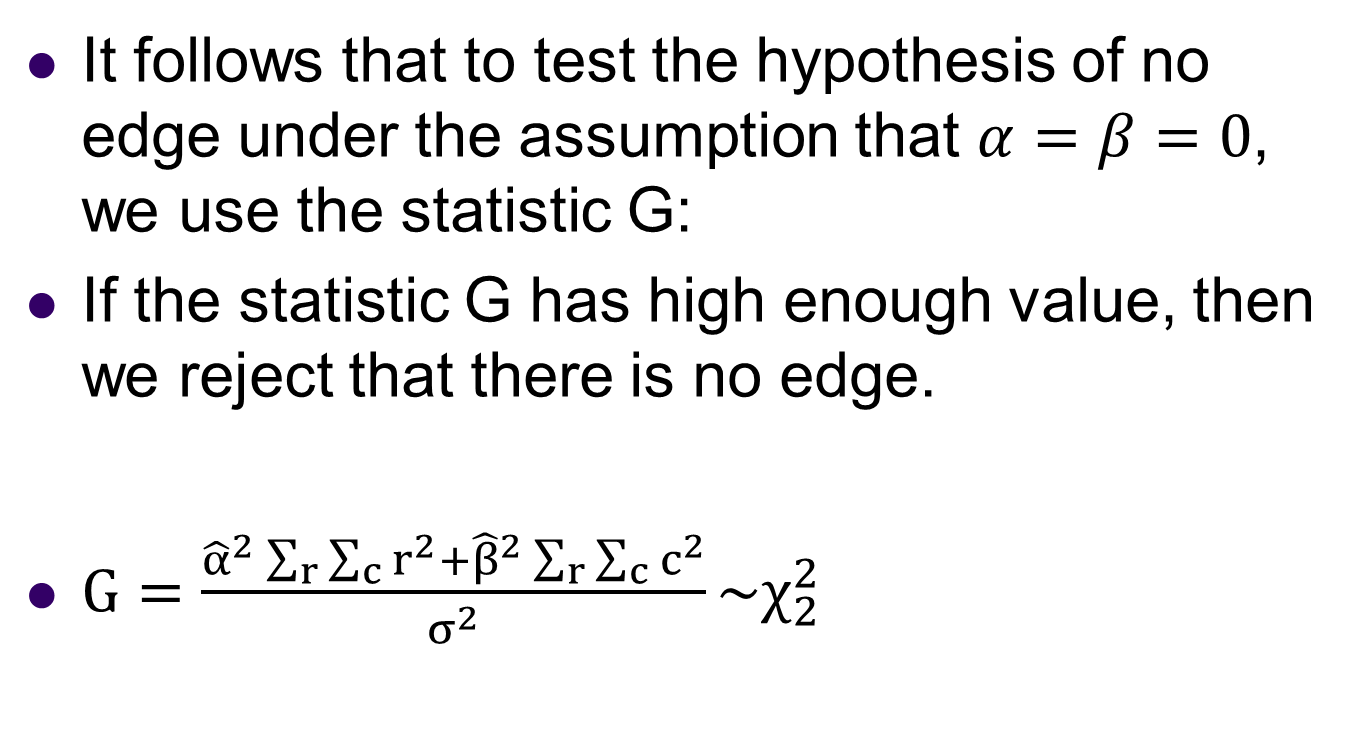 • It follows that to test the hypothesis of no
edge under the assumption that 𝛼 = 𝛽 = 0,
we use the statistic G:
• If the statistic G has high enough value, then
we reject that there is no edge.
• G = (α̂² ∑r ∑c r² + β̂² ∑r ∑c c²) / σ² ~χ₂²